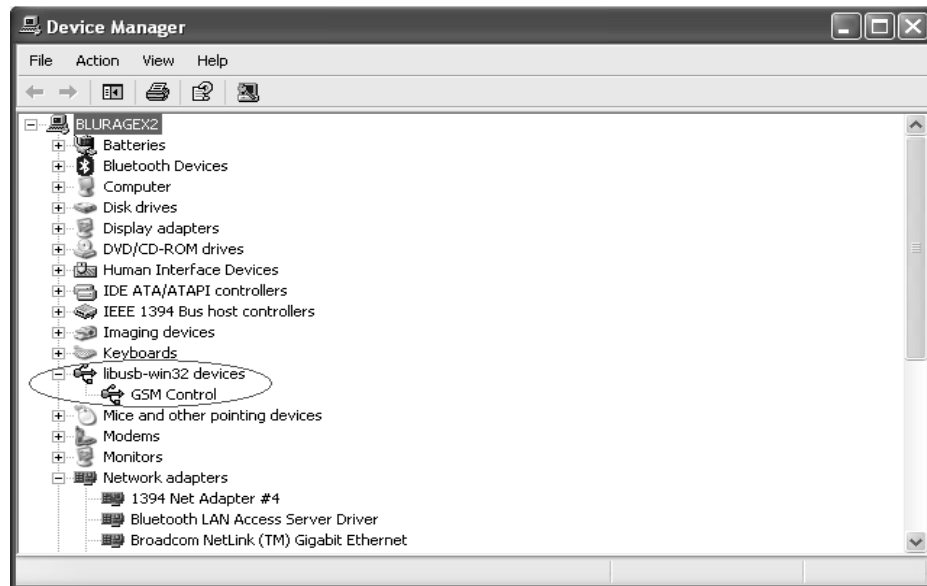 Device Manager
File Action View Help
BLURAGEX2
Batteries
Bluetooth Devices
Computer
Disk drives
Display adapters
DVD/CD-ROM drives
Human Interface Devices
IDE ATA/ATAPI controllers
IEEE 1394 Bus host controllers
Imaging devices
Keyboards
libusb-win32 devices
GSM Control
Mice and other pointing devices
Modems
Monitors
Network adapters
1394 Net Adapter #4
Bluetooth LAN Access Server Driver
Broadcom NetLink (TM) Gigabit Ethernet